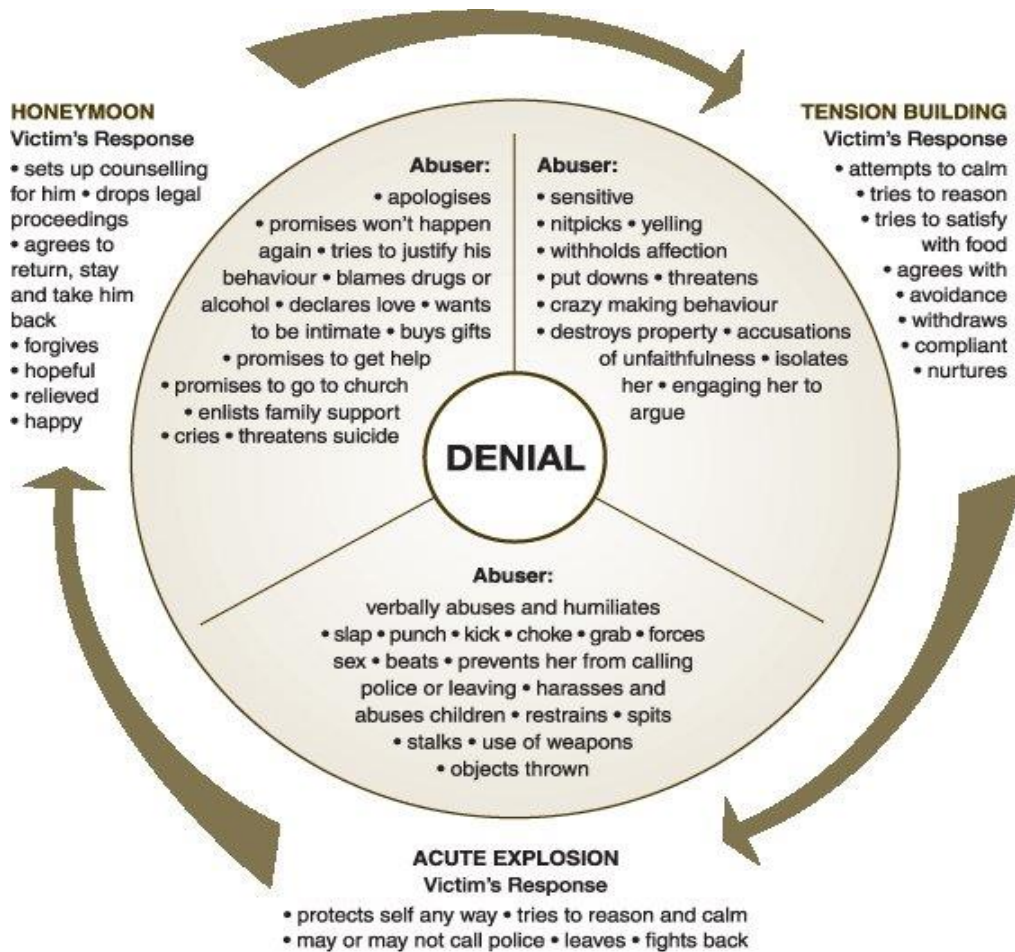 HONEYMOON
Victim's Response
• sets up counselling
for him • drops legal
proceedings
• agrees to
return, stay
and take him
back
• forgives
• hopeful
• relieved
• happy
Abuser:
• apologises
• promises won't happen
again • tries to justify his
behaviour • blames drugs or
alcohol • declares love • wants
to be intimate • buys gifts
• promises to get help
• promises to go to church
• enlists family support
• cries • threatens suicide
Abuser:
• sensitive
• nitpicks • yelling
• withholds affection
• put downs • threatens
• crazy making behaviour
• destroys property • accusations
of unfaithfulness • isolates
her • engaging her to
argue
TENSION BUILDING
Victim's Response
• attempts to calm
• tries to reason
• tries to satisfy
with food
• agrees with
• avoidance
• withdraws
• compliant
• nurtures
DENIAL
Abuser:
verbally abuses and humiliates
• slap • punch • kick • choke • grab • forces
sex • beats • prevents her from calling
police or leaving • harasses and
abuses children • restrains • spits
• stalks • use of weapons
• objects thrown
ACUTE EXPLOSION
Victim's Response
• protects self any way • tries to reason and calm
• may or may not call police • leaves • fights back